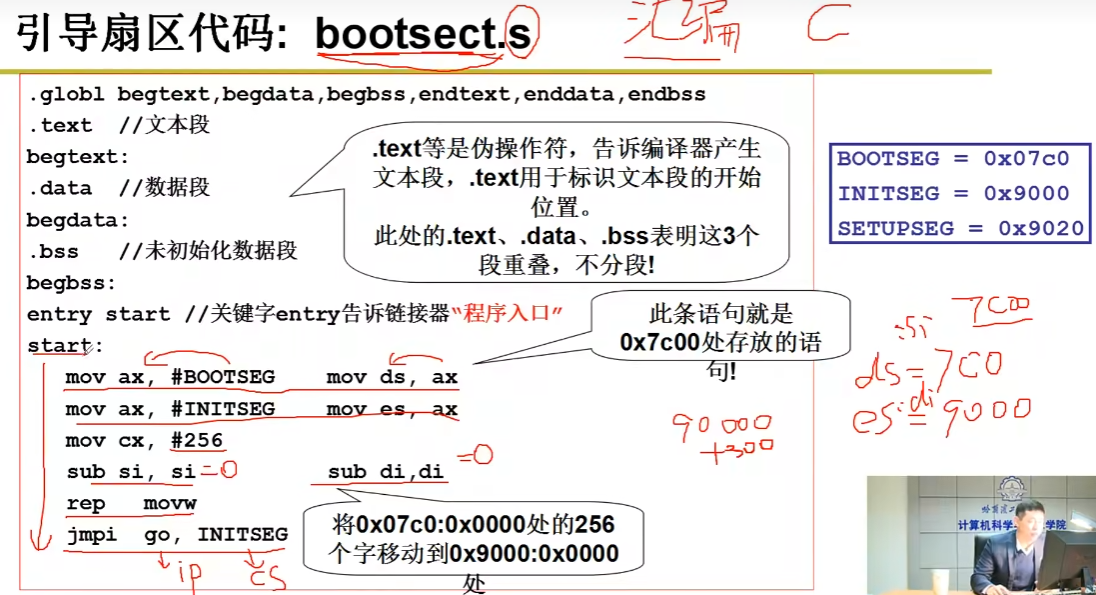 引导扇区代码: bootsect.s
汇编 C
.globl begtext,begdata,begbss,endtext,enddata,endbss
.text //文本段
begtext:
.data //数据段
begdata:
.bss //未初始化数据段
begbss:
entry start //关键字entry告诉链接器“程序入口”
start:
mov ax, #BOOTSEG mov ds, ax
mov ax, #INITSEG mov es, ax
mov cx, #256
sub si, si =0 sub di,di =0
rep movw
jmpi go, INITSEG
ip cs
.text等是伪操作符，告诉编译器产生
文本段，.text用于标识文本段的开始
位置。
此处的.text、.data、.bss表明这3个
段重叠，不分段!
此条语句就是
0x7c00处存放的语
句!
将0x07c0:0x0000处的256
个字移动到0x9000:0x0000
处
BOOTSEG = 0x07c0
INITSEG = 0x9000
SETUPSEG = 0x9020
7C00
:si
ds=7C0
es:di=9000
90000
+300
计算机科学 学院